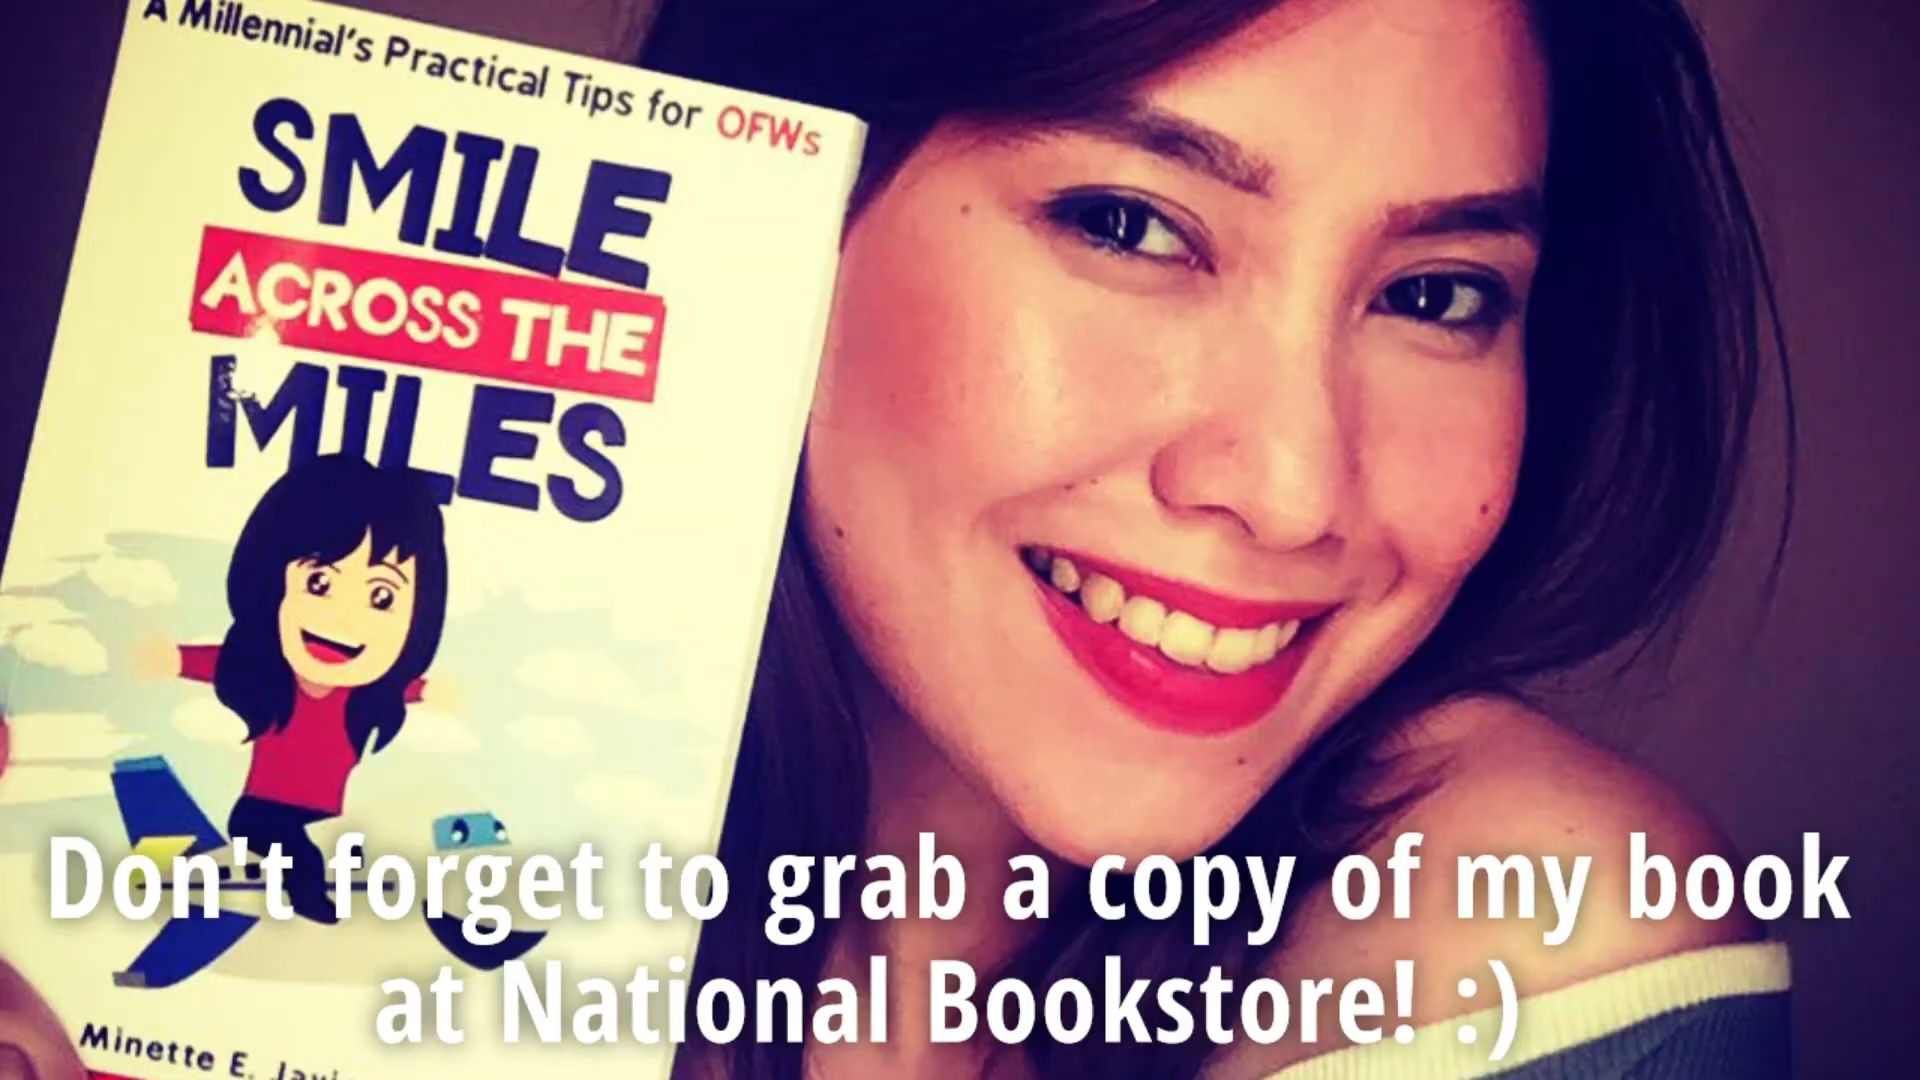 A Millennial's Practical Tips for OFWs
SMILE
ACROSS THE
MILES
Minette E.
Don't forget to grab a copy of my book
at National Bookstore! :)